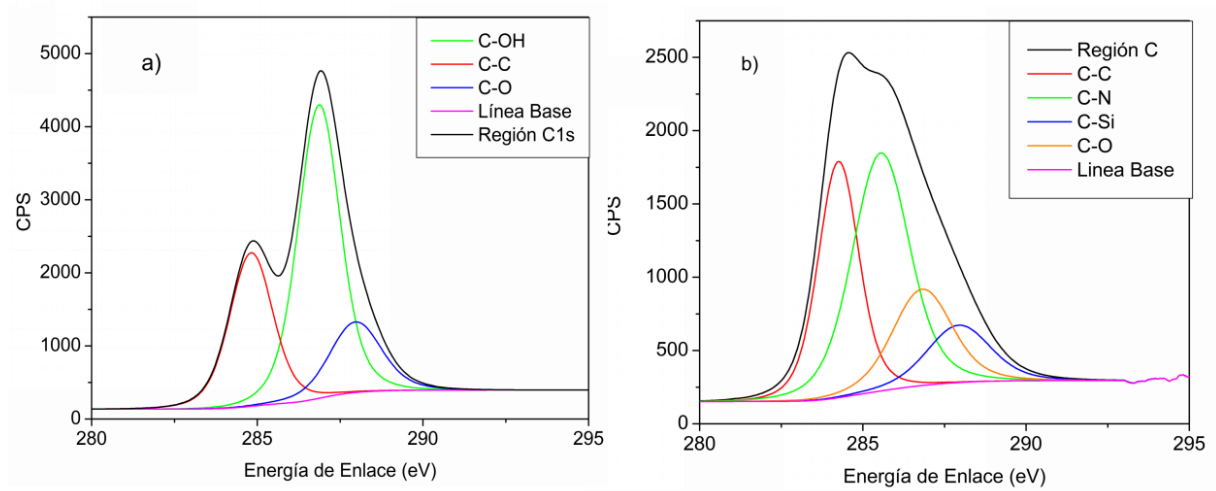 a)
C-OH
C-C
C-O
Línea Base
Región C1s
5000
4000
3000
2000
1000
0
CPS
280
285
290
295
Energía de Enlace (eV)
b)
Región C
C-C
C-N
C-Si
C-O
Linea Base
2500
2000
1500
1000
500
0
CPS
280
285
290
295
Energía de Enlace (eV)